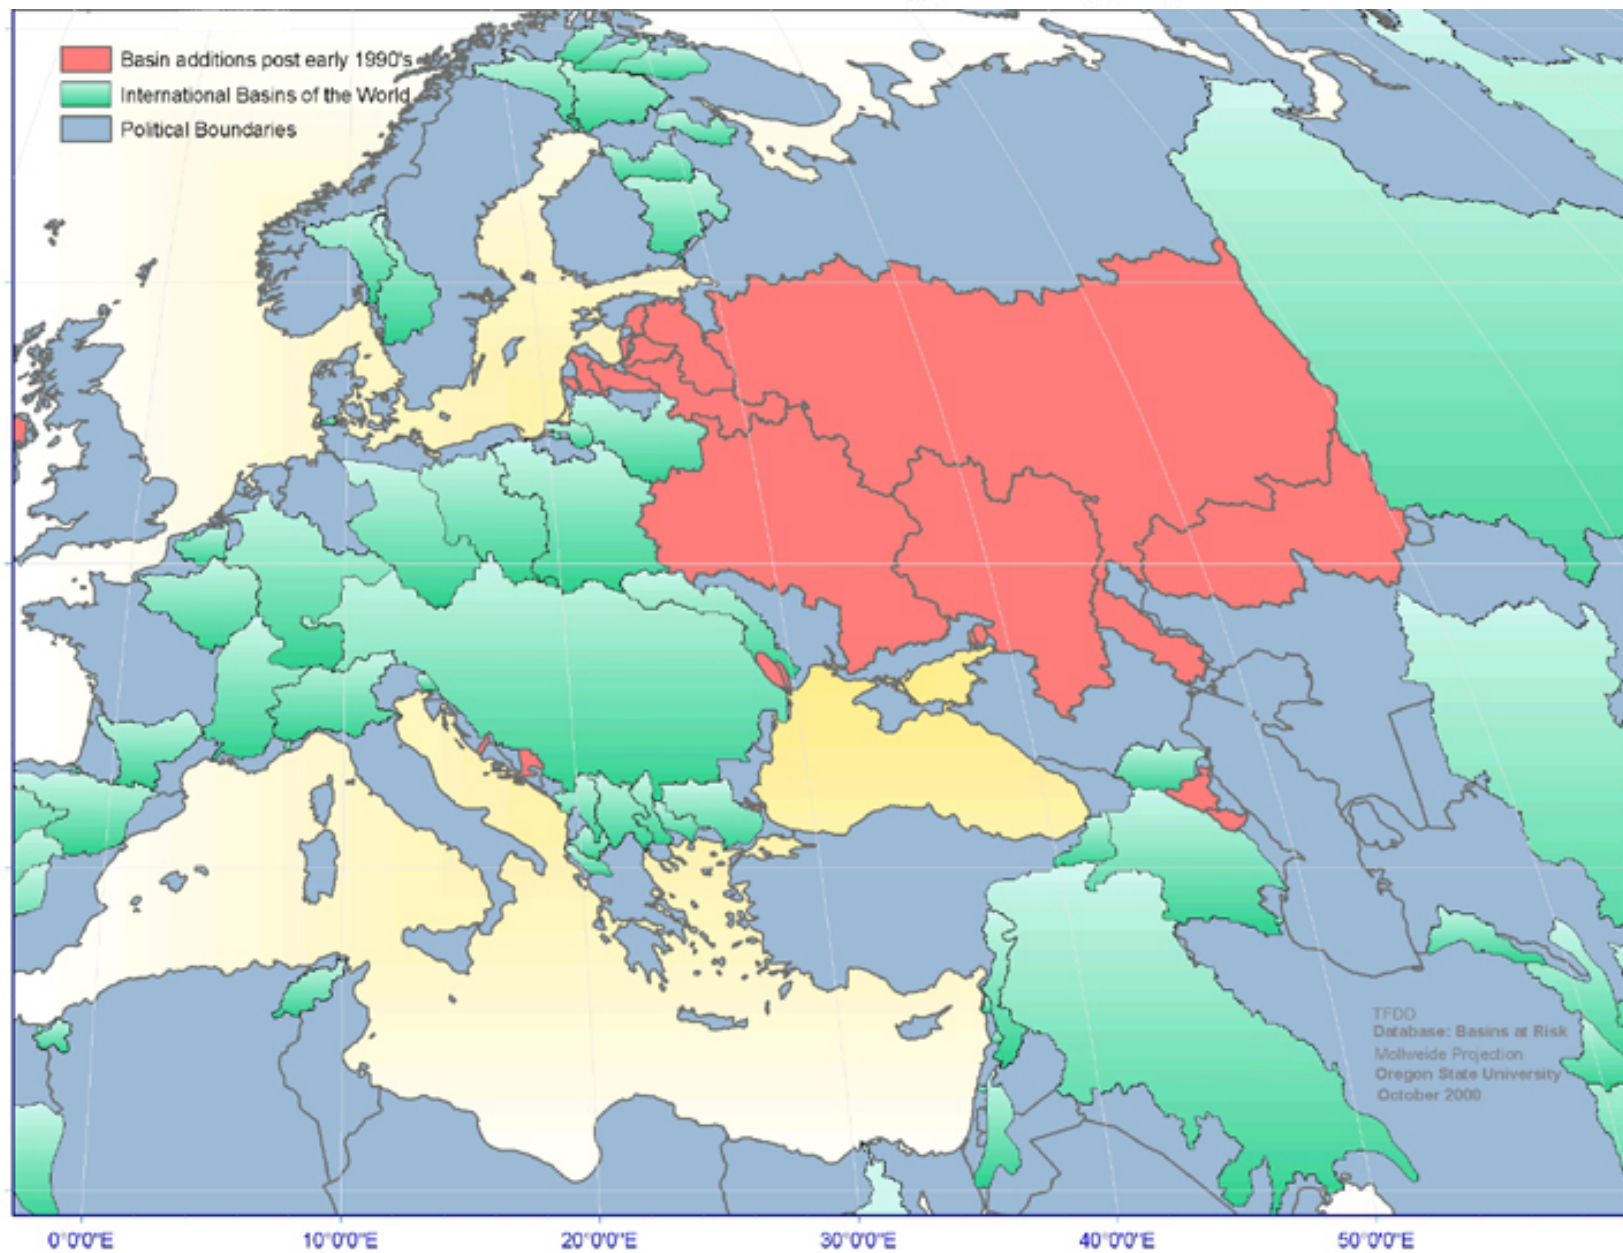 Basin additions post early 1990's
International Basins of the World
Political Boundaries
TFDD
Database: Basins at Risk
Mollweide Projection
Oregon State University
October 2000
0°0'0"E 10°0'0"E 20°0'0"E 30°0'0"E 40°0'0"E 50°0'0"E